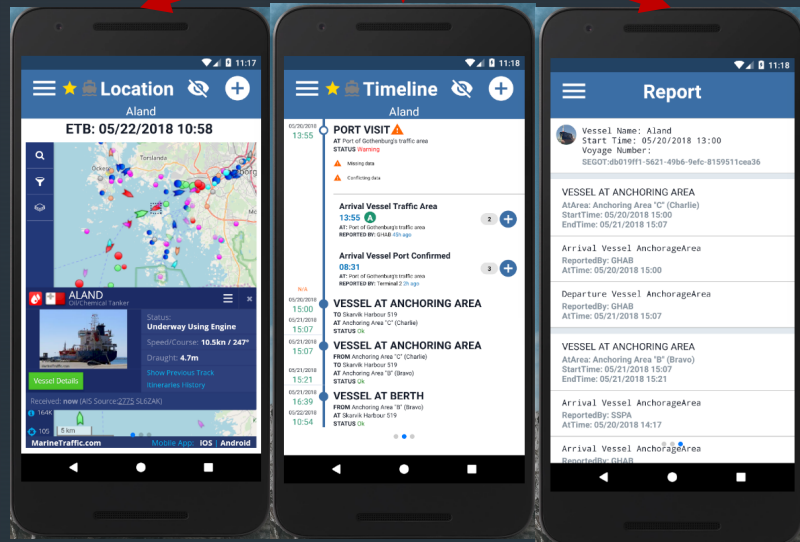 11:17
Location
Aland
ETB: 05/22/2018 10:58
Torslanda
ALAND
Oil/Chemical Tanker
Status:
Underway Using Engine
Speed/Course: 10.5kn / 247°
Draught: 4.7m
Show Previous Track
Itineraries History
Vessel Details
Received: now (AIS Source:2775 SL6ZAK)
164K
105
5 km
MarineTraffic.com
Mobile App: IOS | Android
11:18
Timeline
Aland
05/20/2018
13:55
PORT VISIT
AT Port of Gothenburg's traffic area
STATUS Warning
Missing data
Conflicting data
Arrival Vessel Traffic Area
13:55 A
2
AT: Port of Gothenburg's traffic area
REPORTED BY: GHAB 45h ago
Arrival Vessel Port Confirmed
08:31
3
AT: Port of Gothenburg's traffic area
REPORTED BY: Terminal 2 2h ago
N/A
05/20/2018
15:00
05/21/2018
15:07
VESSEL AT ANCHORING AREA
TO Skarvik Harbour 519
AT Anchoring Area "C" (Charlie)
STATUS Ok
05/21/2018
15:07
05/21/2018
15:21
VESSEL AT ANCHORING AREA
FROM Anchoring Area "C" (Charlie)
TO Skarvik Harbour 519
AT Anchoring Area "B" (Bravo)
STATUS Ok
05/21/2018
16:39
05/22/2018
10:54
VESSEL AT BERTH
FROM Anchoring Area "B" (Bravo)
AT Skarvik Harbour 519
STATUS Ok
11:18
Report
Vessel Name: Aland
Start Time: 05/20/2018 13:00
Voyage Number:
SEGOT:db019ff1-5621-49b6-9efc-8159511cea36
VESSEL AT ANCHORING AREA
AtArea: Anchoring Area "C" (Charlie)
StartTime: 05/20/2018 15:00
EndTime: 05/21/2018 15:07
Arrival Vessel AnchorageArea
ReportedBy: GHAB
AtTime: 05/20/2018 15:00
Departure Vessel AnchorageArea
ReportedBy: GHAB
AtTime: 05/21/2018 15:07
VESSEL AT ANCHORING AREA
AtArea: Anchoring Area "B" (Bravo)
StartTime: 05/21/2018 15:07
EndTime: 05/21/2018 15:21
Arrival Vessel AnchorageArea
ReportedBy: SSPA
AtTime: 05/20/2018 14:17
Arrival Vessel AnchorageArea
ReportedBy: GHAB